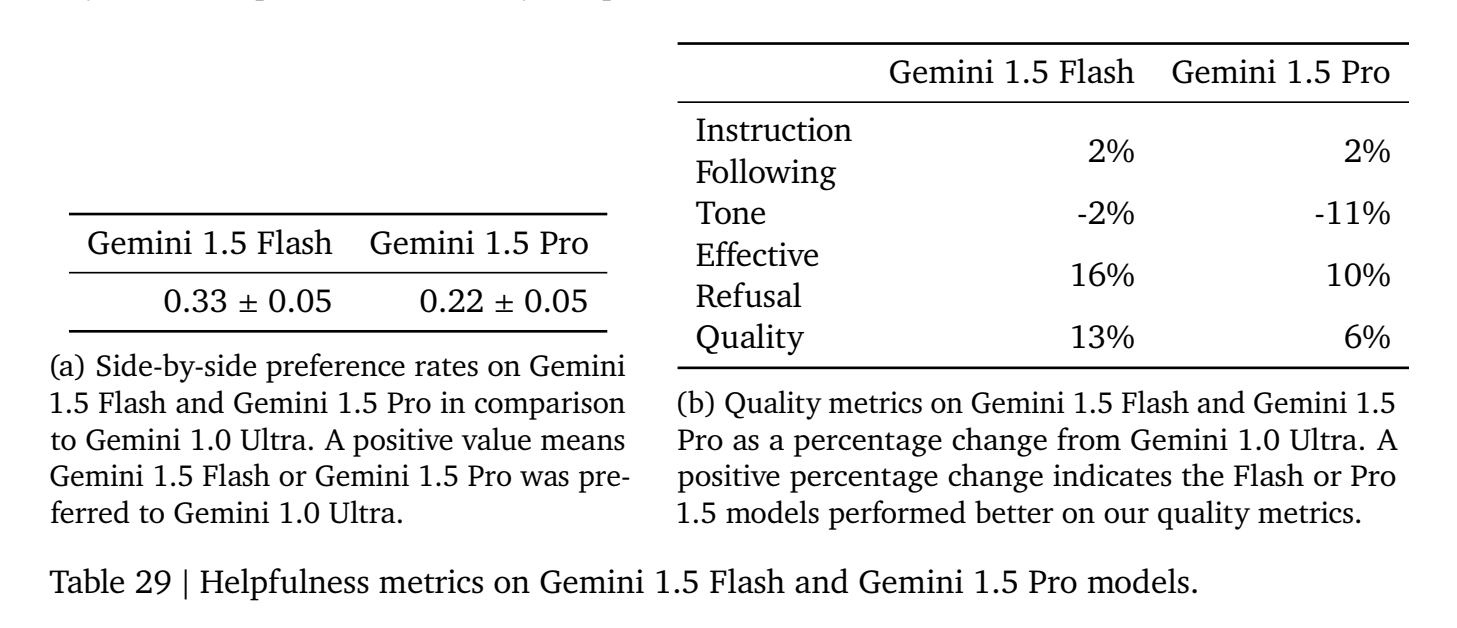 Gemini 1.5 Flash Gemini 1.5 Pro
0.33 ± 0.05 0.22 ± 0.05
(a) Side-by-side preference rates on Gemini
1.5 Flash and Gemini 1.5 Pro in comparison
to Gemini 1.0 Ultra. A positive value means
Gemini 1.5 Flash or Gemini 1.5 Pro was pre-
ferred to Gemini 1.0 Ultra.
Gemini 1.5 Flash Gemini 1.5 Pro
Instruction
Following 2% 2%
Tone -2% -11%
Effective
Refusal 16% 10%
Quality 13% 6%
(b) Quality metrics on Gemini 1.5 Flash and Gemini 1.5
Pro as a percentage change from Gemini 1.0 Ultra. A
positive percentage change indicates the Flash or Pro
1.5 models performed better on our quality metrics.
Table 29 | Helpfulness metrics on Gemini 1.5 Flash and Gemini 1.5 Pro models.